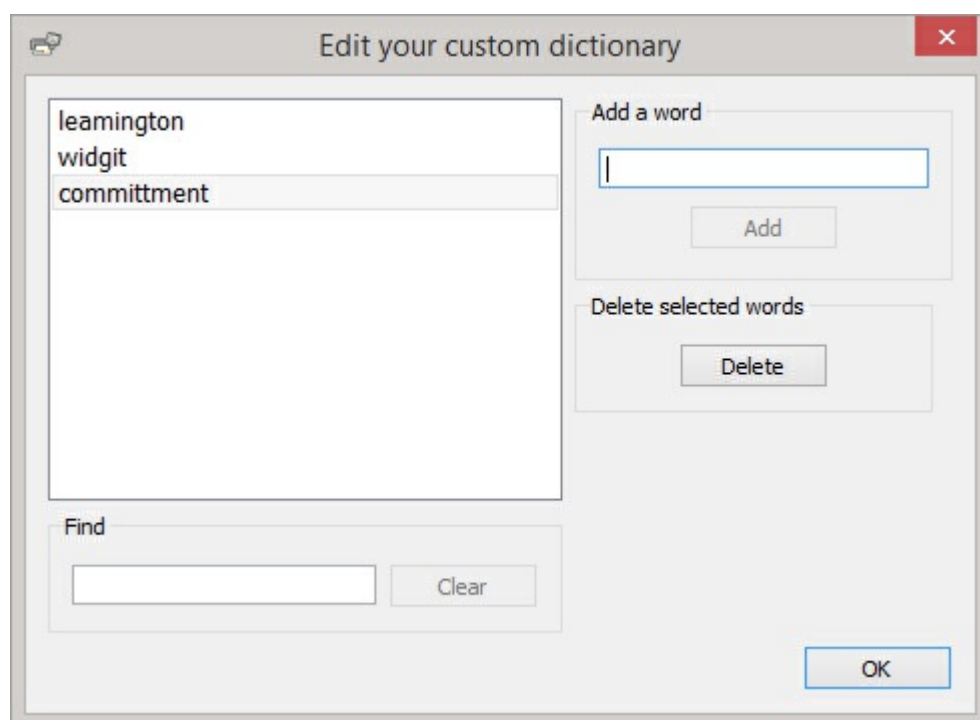 Edit your custom dictionary
leamington
widgit
committment
Add a word
Add
Delete selected words
Delete
Find
Clear
OK